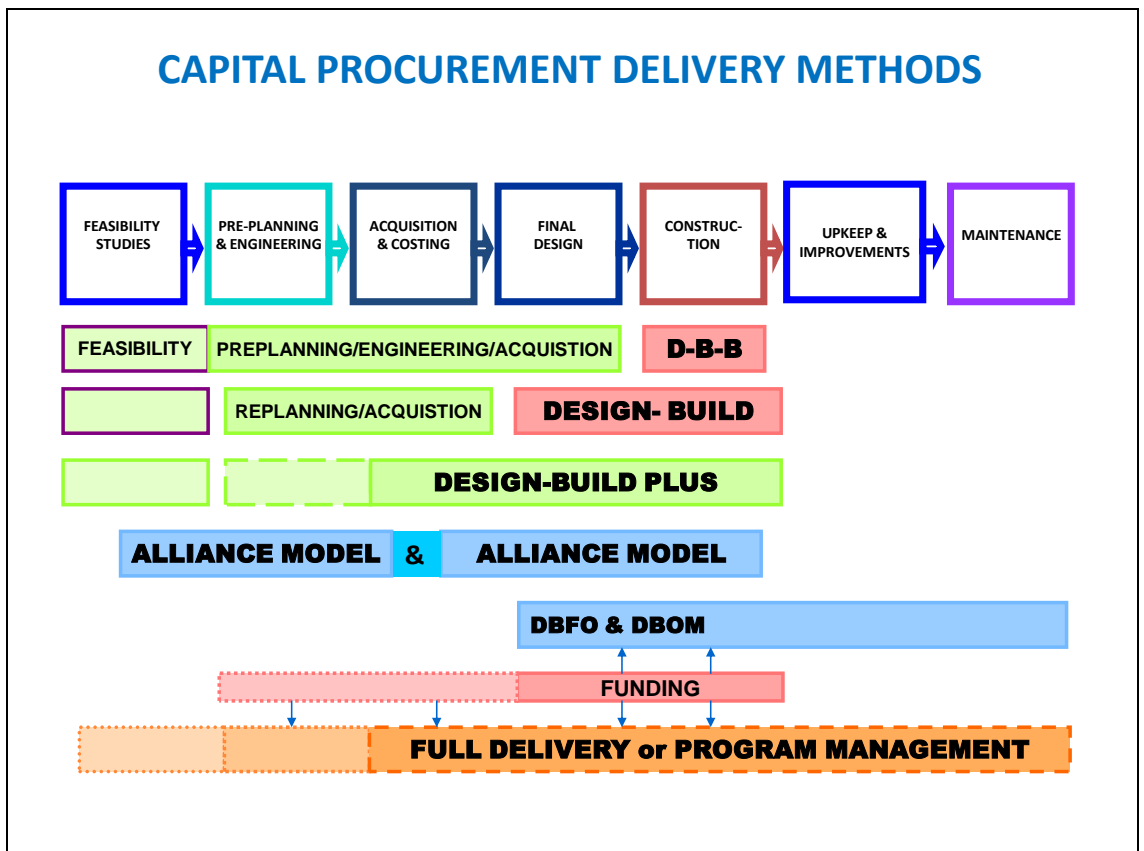 CAPITAL PROCUREMENT DELIVERY METHODS
FEASIBILITY
STUDIES
PRE-PLANNING
& ENGINEERING
ACQUISITION
& COSTING
FINAL
DESIGN
CONSTRUC-
TION
UPKEEP &
IMPROVEMENTS
MAINTENANCE
FEASIBILITY
PREPLANNING/ENGINEERING/ACQUISTION
D-B-B
REPLANNING/ACQUISTION
DESIGN- BUILD
DESIGN-BUILD PLUS
ALLIANCE MODEL
&
ALLIANCE MODEL
DBFO & DBOM
FUNDING
FULL DELIVERY or PROGRAM MANAGEMENT